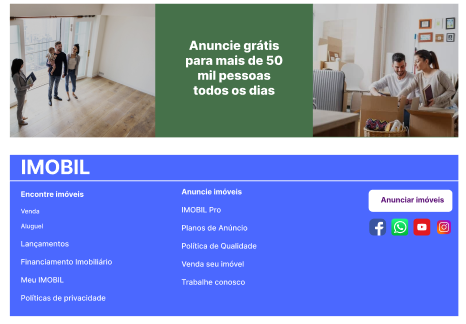 Anuncie grátis
para mais de 50
mil pessoas
todos os dias
IMOBIL
Encontre imóveis
Venda
Aluguel
Lançamentos
Financiamento Imobiliário
Meu IMOBIL
Políticas de privacidade
Anuncie imóveis
IMOBIL Pro
Planos de Anúncio
Política de Qualidade
Venda seu imóvel
Trabalhe conosco
Anunciar imóveis